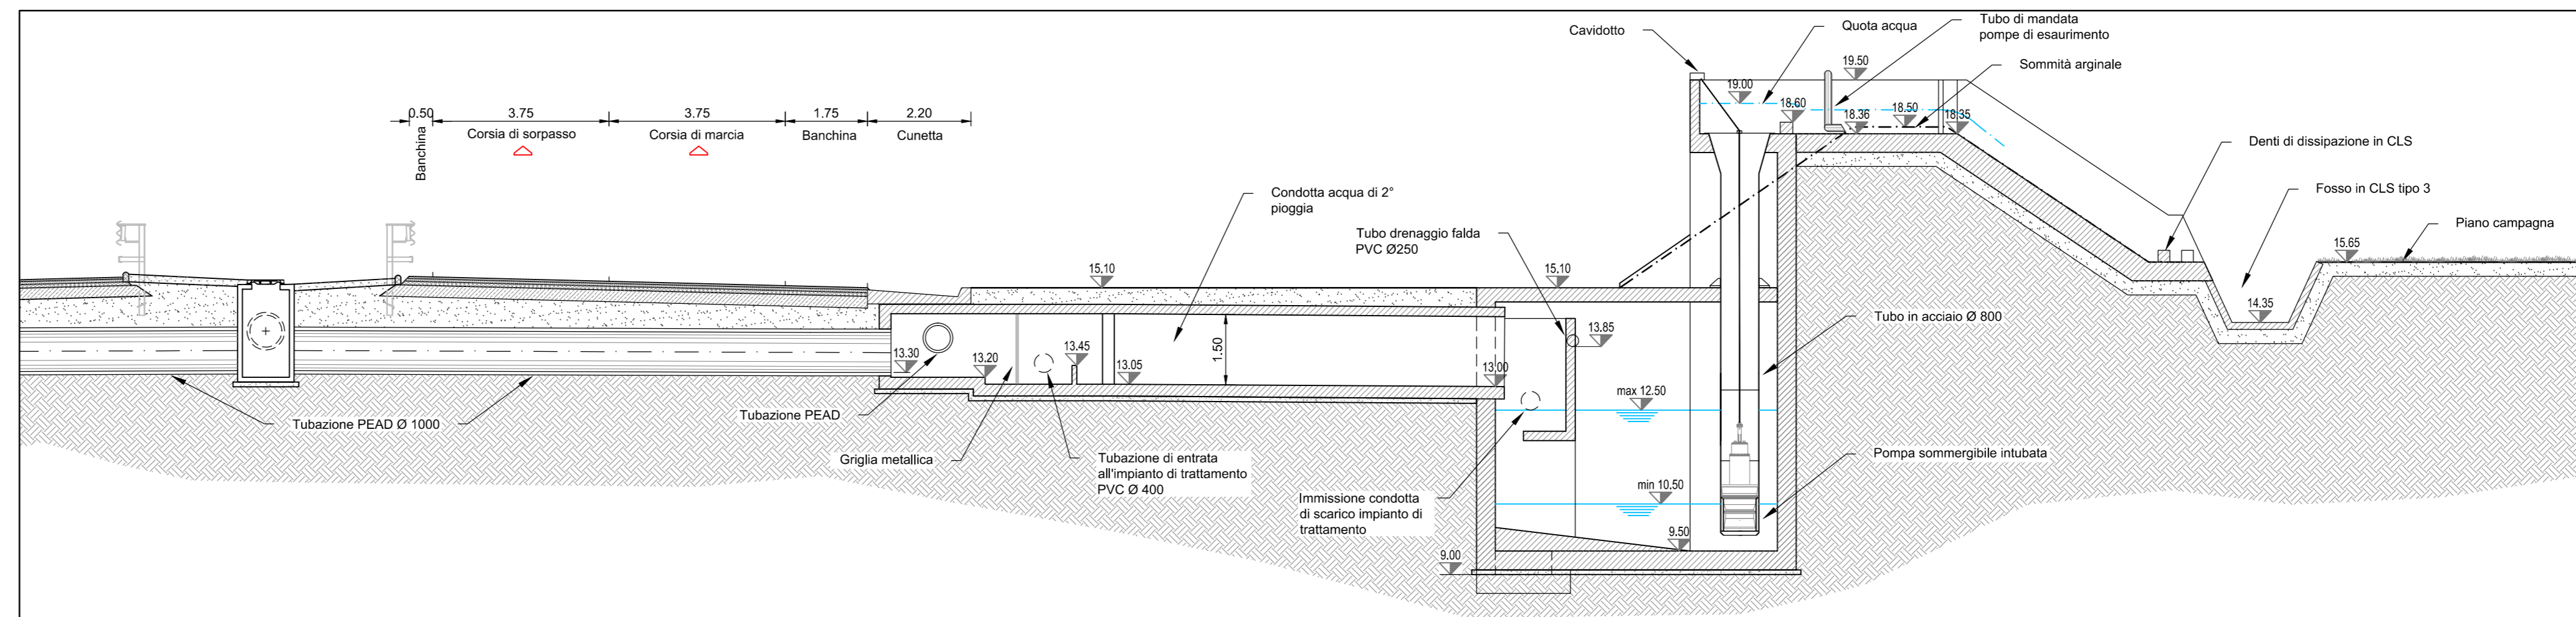 Cavidotto
Quota acqua
Tubo di mandata
pompe di esaurimento
Sommità arginale
19.50
19.00
18.60
18.36
18.50
18.35
0.50
3.75
3.75
1.75
2.20
Banchina
Corsia di sorpasso
Corsia di marcia
Banchina
Cunetta
Denti di dissipazione in CLS
Fosso in CLS tipo 3
Piano campagna
15.65
14.35
Condotta acqua di 2°
pioggia
Tubo drenaggio falda
PVC Ø250
15.10
15.10
13.85
13.30
13.20
13.45
13.05
1.50
13.00
Tubo in acciaio Ø 800
max 12.50
Tubazione PEAD Ø 1000
Tubazione PEAD
Griglia metallica
Tubazione di entrata
all'impianto di trattamento
PVC Ø 400
Immissione condotta
di scarico impianto di
trattamento
Pompa sommergibile intubata
min 10.50
9.50
9.00